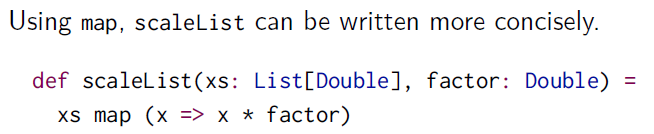 Using map, scaleList can be written more concisely.
def scaleList(xs: List[Double], factor: Double) =
xs map (x => x * factor)